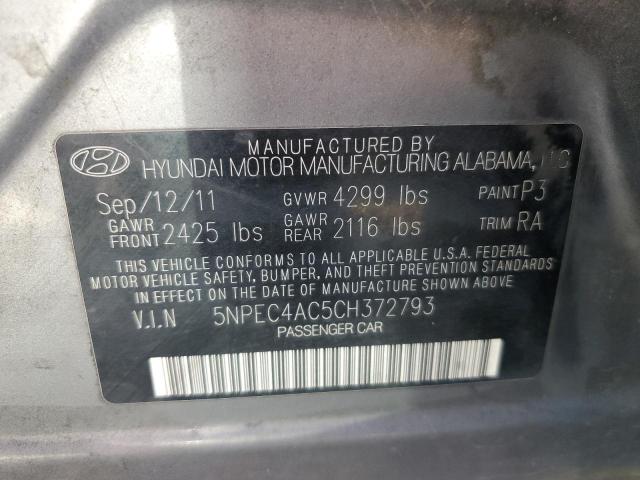 MANUFACTURED BY
HYUNDAI MOTOR MANUFACTURING ALABAMA, LLC
Sep/12/11 GVWR 4299 lbs PAINT P3
GAWR FRONT 2425 lbs GAWR REAR 2116 lbs TRIM RA
THIS VEHICLE CONFORMS TO ALL APPLICABLE U.S.A. FEDERAL
MOTOR VEHICLE SAFETY, BUMPER, AND THEFT PREVENTION STANDARDS
IN EFFECT ON THE DATE OF MANUFACTURE SHOWN ABOVE.
V.I.N 5NPEC4AC5CH372793
PASSENGER CAR